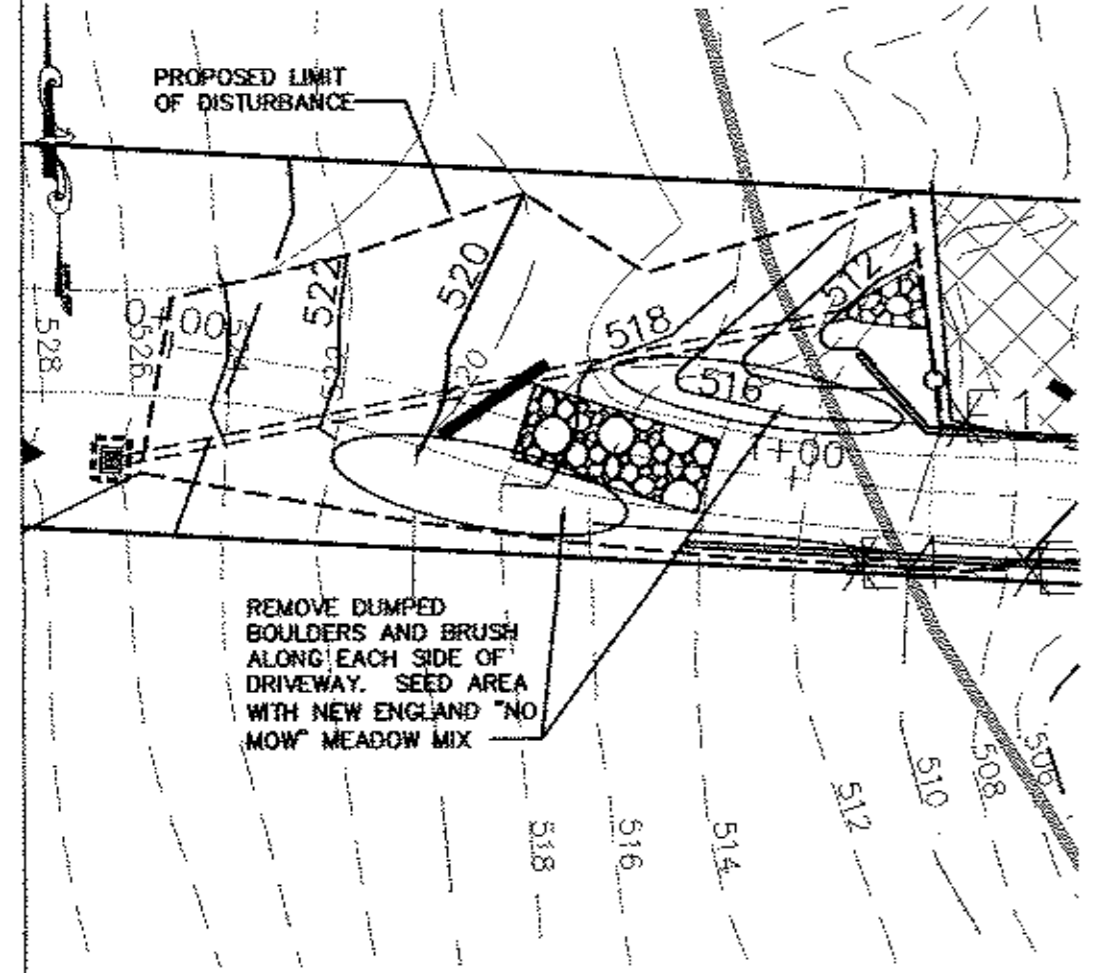 PROPOSED LIMIT
OF DISTURBANCE
528
526
0+00
522
520
520
518
512
516
1+00
REMOVE DUMPED
BOULDERS AND BRUSH
ALONG EACH SIDE OF
DRIVEWAY. SEED AREA
WITH NEW ENGLAND "NO
MOW" MEADOW MIX
518
516
514
512
510
508
506